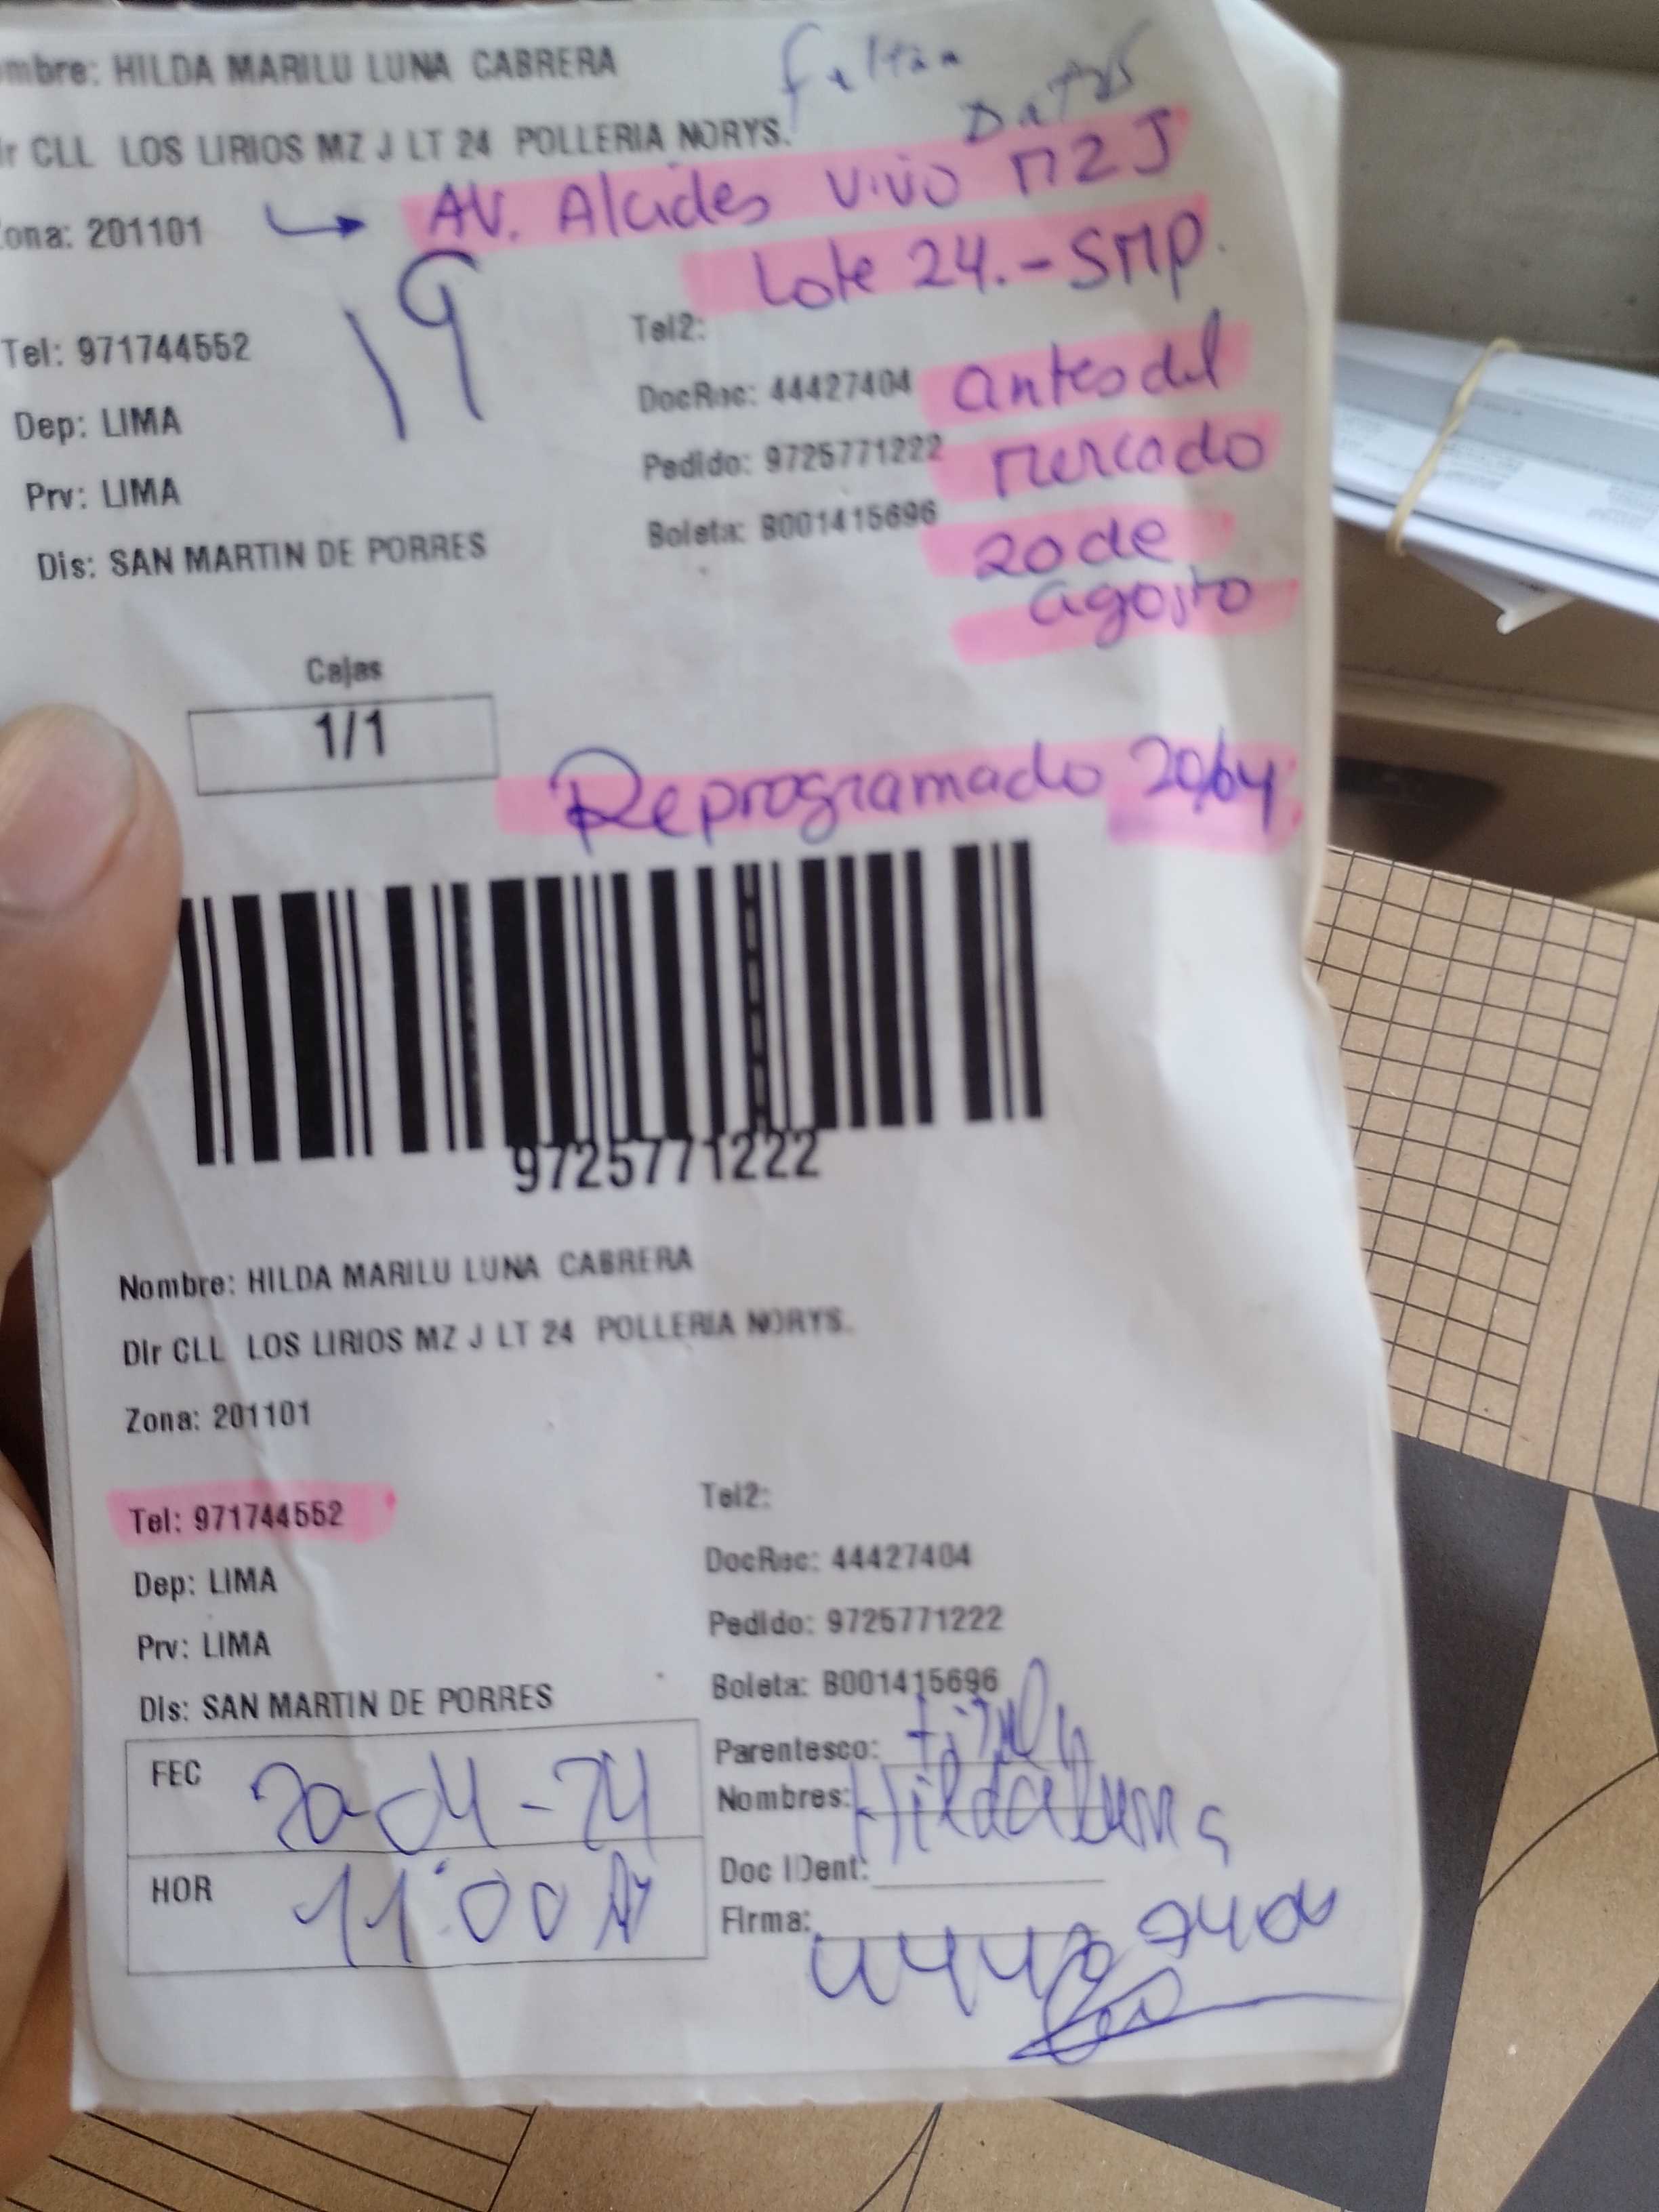 mbre: HILDA MARILU LUNA CABRERA
Faltan
Datos
ir CLL LOS LIRIOS MZ J LT 24 POLLERIA NORYS.
AV. Alcides Vivo MZ J
Lote 24.- SMP.
ona: 201101
19
Tel: 971744552
Tel2:
Dep: LIMA
DocRec: 44427404
antes del
Prv: LIMA
Pedido: 9725771222
mercado
Dis: SAN MARTIN DE PORRES
Boleta: B001415696
20 de
agosto
Cajas
1/1
Reprogramado 20/04.
9725771222
Nombre: HILDA MARILU LUNA CABRERA
Dir CLL LOS LIRIOS MZ J LT 24 POLLERIA NORYS.
Zona: 201101
Tel: 971744552
Tel2:
Dep: LIMA
DocRec: 44427404
Prv: LIMA
Pedido: 9725771222
Dis: SAN MARTIN DE PORRES
Boleta: B001415696
FEC 20-04-24
Parentesco:
Nombres: Hilda Luna
HOR 11:00
Doc IDent:
Firma: